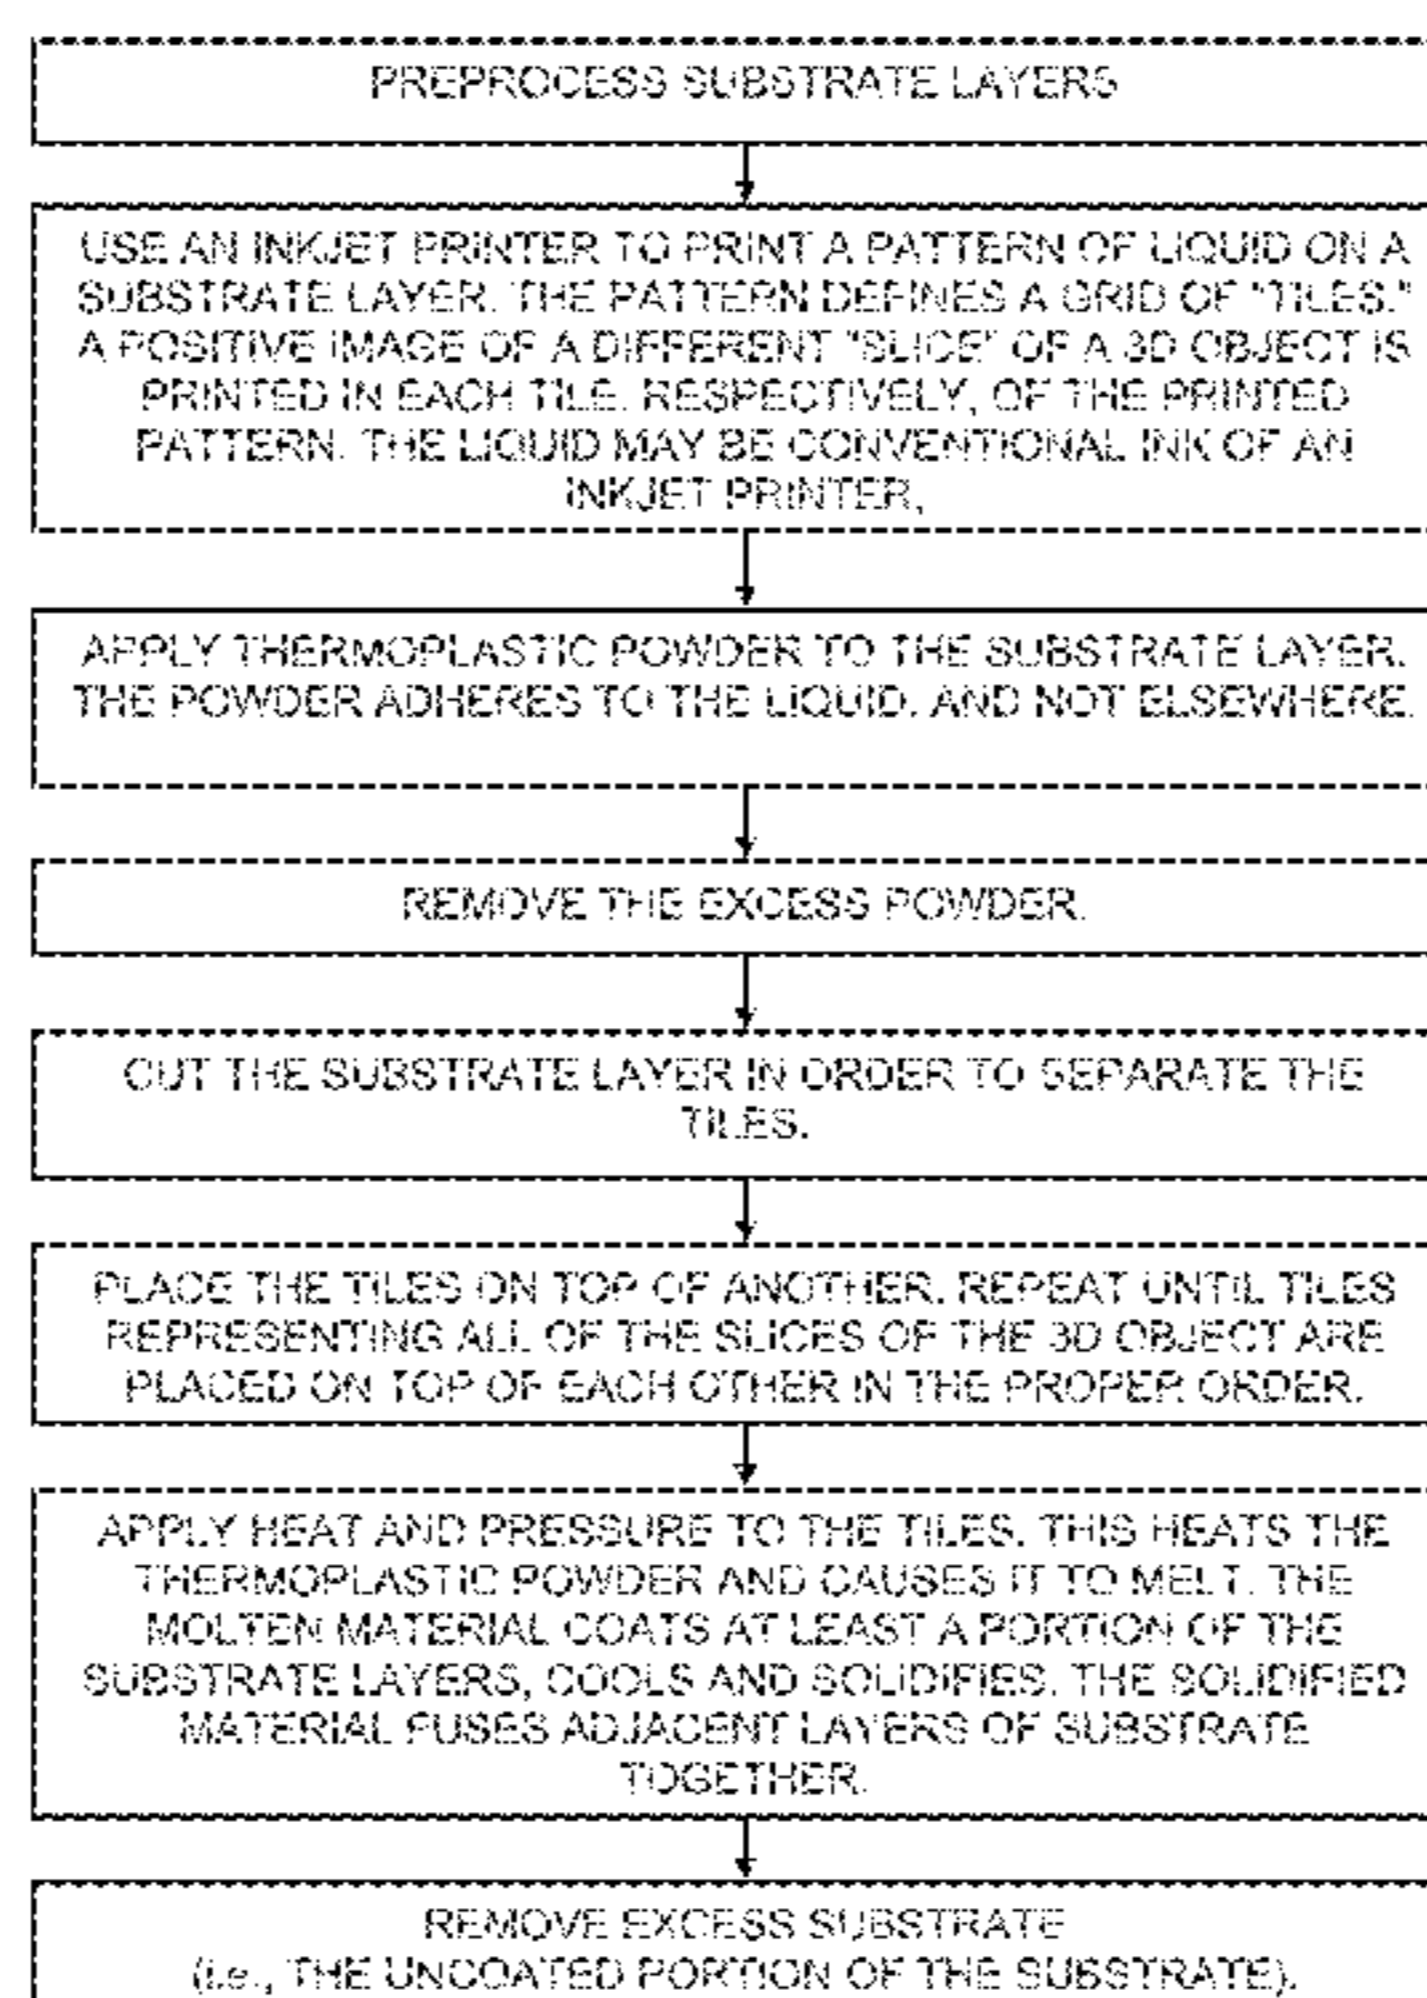 PREPROCESS SUBSTRATE LAYERS
USE AN INKJET PRINTER TO PRINT A PATTERN OF LIQUID ON A
SUBSTRATE LAYER. THE PATTERN DEFINES A GRID OF "TILES."
A POSITIVE IMAGE OF A DIFFERENT "SLICE" OF A 3D OBJECT IS
PRINTED IN EACH TILE, RESPECTIVELY, OF THE PRINTED
PATTERN. THE LIQUID MAY BE CONVENTIONAL INK OF AN
INKJET PRINTER,
APPLY THERMOPLASTIC POWDER TO THE SUBSTRATE LAYER.
THE POWDER ADHERES TO THE LIQUID, AND NOT ELSEWHERE.
REMOVE THE EXCESS POWDER.
CUT THE SUBSTRATE LAYER IN ORDER TO SEPARATE THE
TILES.
PLACE THE TILES ON TOP OF ANOTHER. REPEAT UNTIL TILES
REPRESENTING ALL OF THE SLICES OF THE 3D OBJECT ARE
PLACED ON TOP OF EACH OTHER IN THE PROPER ORDER.
APPLY HEAT AND PRESSURE TO THE TILES. THIS HEATS THE
THERMOPLASTIC POWDER AND CAUSES IT TO MELT. THE
MOLTEN MATERIAL COATS AT LEAST A PORTION OF THE
SUBSTRATE LAYERS, COOLS AND SOLIDIFIES. THE SOLIDIFIED
MATERIAL FUSES ADJACENT LAYERS OF SUBSTRATE
TOGETHER.
REMOVE EXCESS SUBSTRATE
(i.e., THE UNCOATED PORTION OF THE SUBSTRATE).